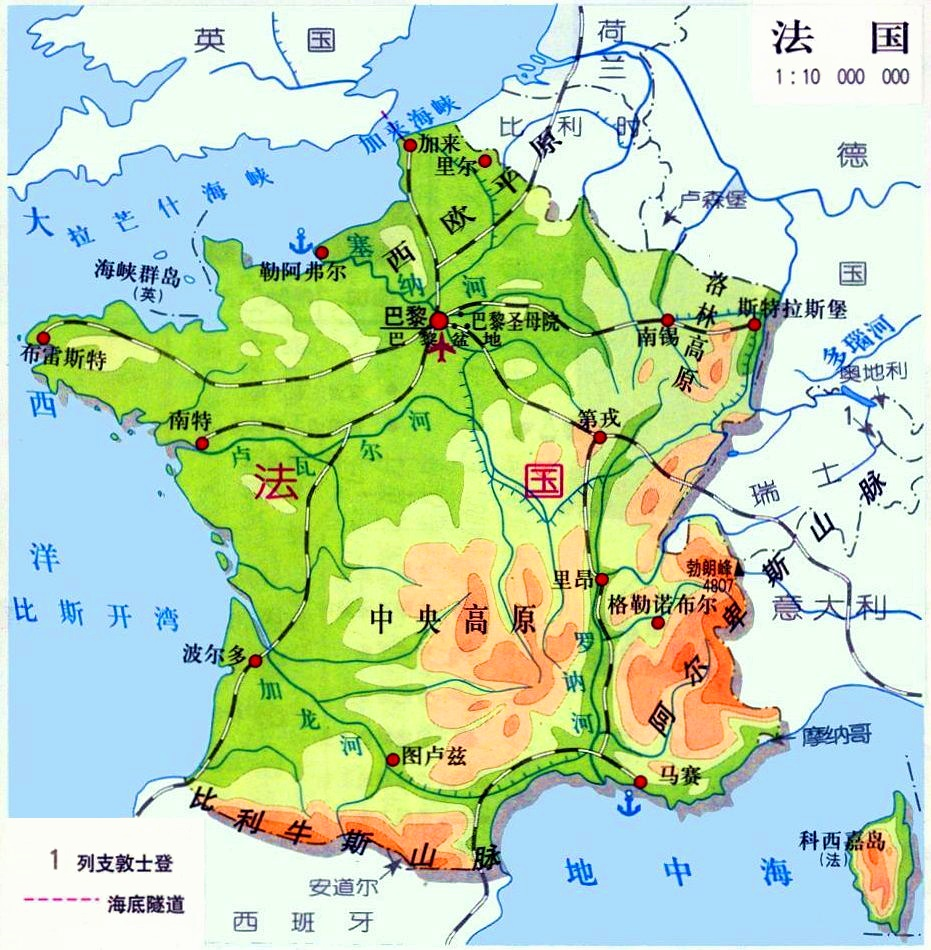 法 国
1:10 000 000
英 国
荷兰
比利时
德国
卢森堡
加来海峡
加来
里尔
西欧平原
大西洋
拉芒什海峡
海峡群岛
(英)
勒阿弗尔
塞纳河
洛林高原
巴黎
巴黎圣母院
巴黎盆地
南锡
斯特拉斯堡
布雷斯特
多瑙河
奥地利
1
南特
卢瓦尔河
第戎
法国
瑞士
阿尔卑斯山脉
勃朗峰
4807
里昂
格勒诺布尔
意大利
中央高原
比斯开湾
波尔多
加龙河
罗讷河
图卢兹
马赛
摩纳哥
比利牛斯山脉
安道尔
西班牙
地中海
科西嘉岛
(法)
1 列支敦士登
海底隧道